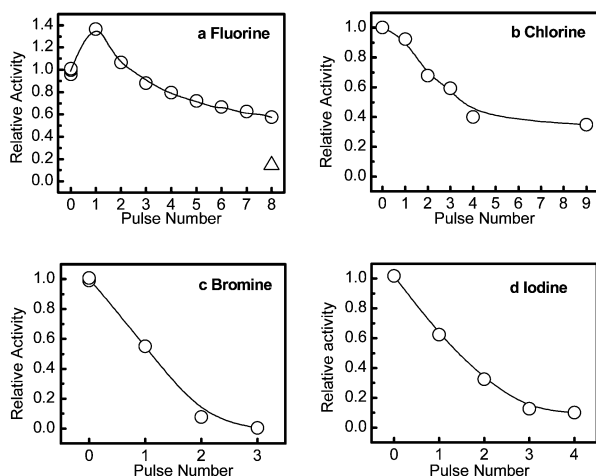 a Fluorine
Relative Activity
1.4
1.2
1.0
0.8
0.6
0.4
0.2
0.0
0 1 2 3 4 5 6 7 8
Pulse Number
b Chlorine
Relative Activity
1.0
0.8
0.6
0.4
0.2
0.0
0 1 2 3 4 5 6 7 8 9
Pulse Number
c Bromine
Relative Activity
1.0
0.8
0.6
0.4
0.2
0.0
0 1 2 3
Pulse Number
d Iodine
Relative activity
1.0
0.8
0.6
0.4
0.2
0.0
0 1 2 3 4
Pulse Number